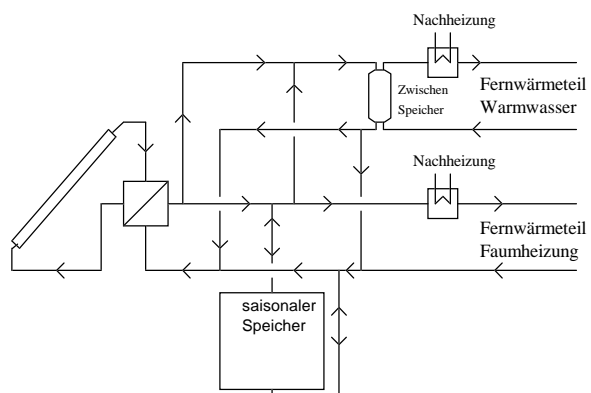 Nachheizung
Zwischen
Speicher
Fernwärmeteil
Warmwasser
Nachheizung
Fernwärmeteil
Faumheizung
saisonaler
Speicher